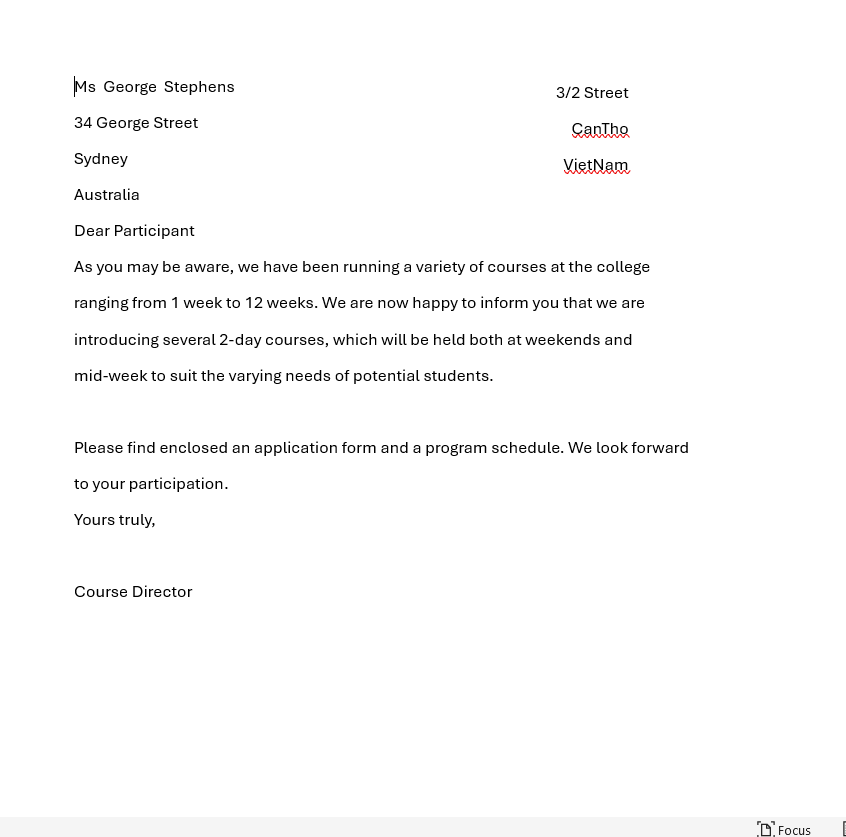 Ms George Stephens
34 George Street
Sydney
Australia
3/2 Street
CanTho
VietNam
Dear Participant
As you may be aware, we have been running a variety of courses at the college
ranging from 1 week to 12 weeks. We are now happy to inform you that we are
introducing several 2-day courses, which will be held both at weekends and
mid-week to suit the varying needs of potential students.
Please find enclosed an application form and a program schedule. We look forward
to your participation.
Yours truly,
Course Director
Focus